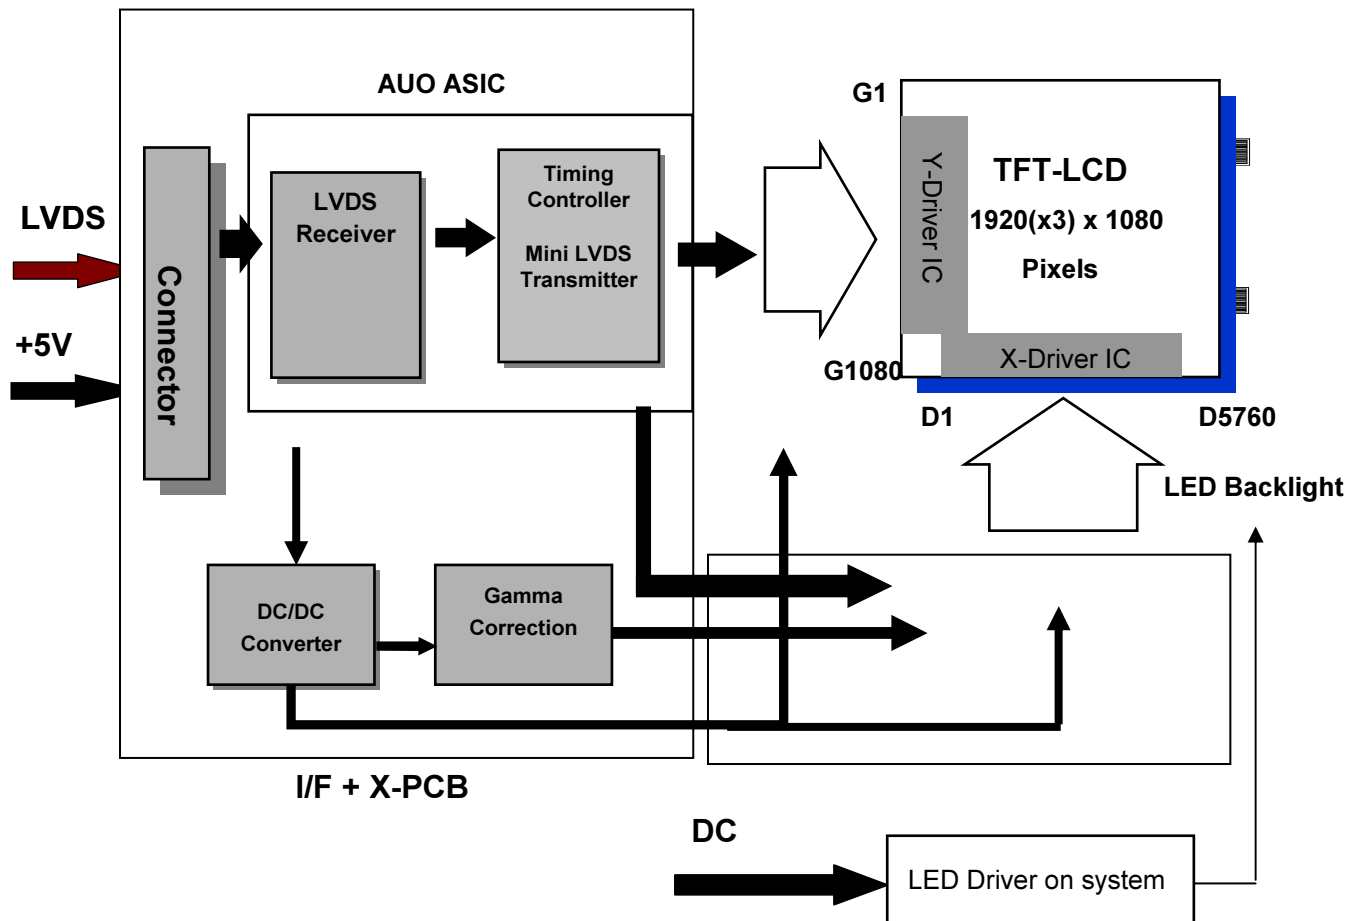 AUO ASIC
LVDS
+5V
Connector
LVDS
Receiver
Timing
Controller
Mini LVDS
Transmitter
G1
Y-Driver IC
TFT-LCD
1920(x3) x 1080
Pixels
X-Driver IC
G1080
D1
D5760
LED Backlight
DC/DC
Converter
Gamma
Correction
I/F + X-PCB
DC
LED Driver on system